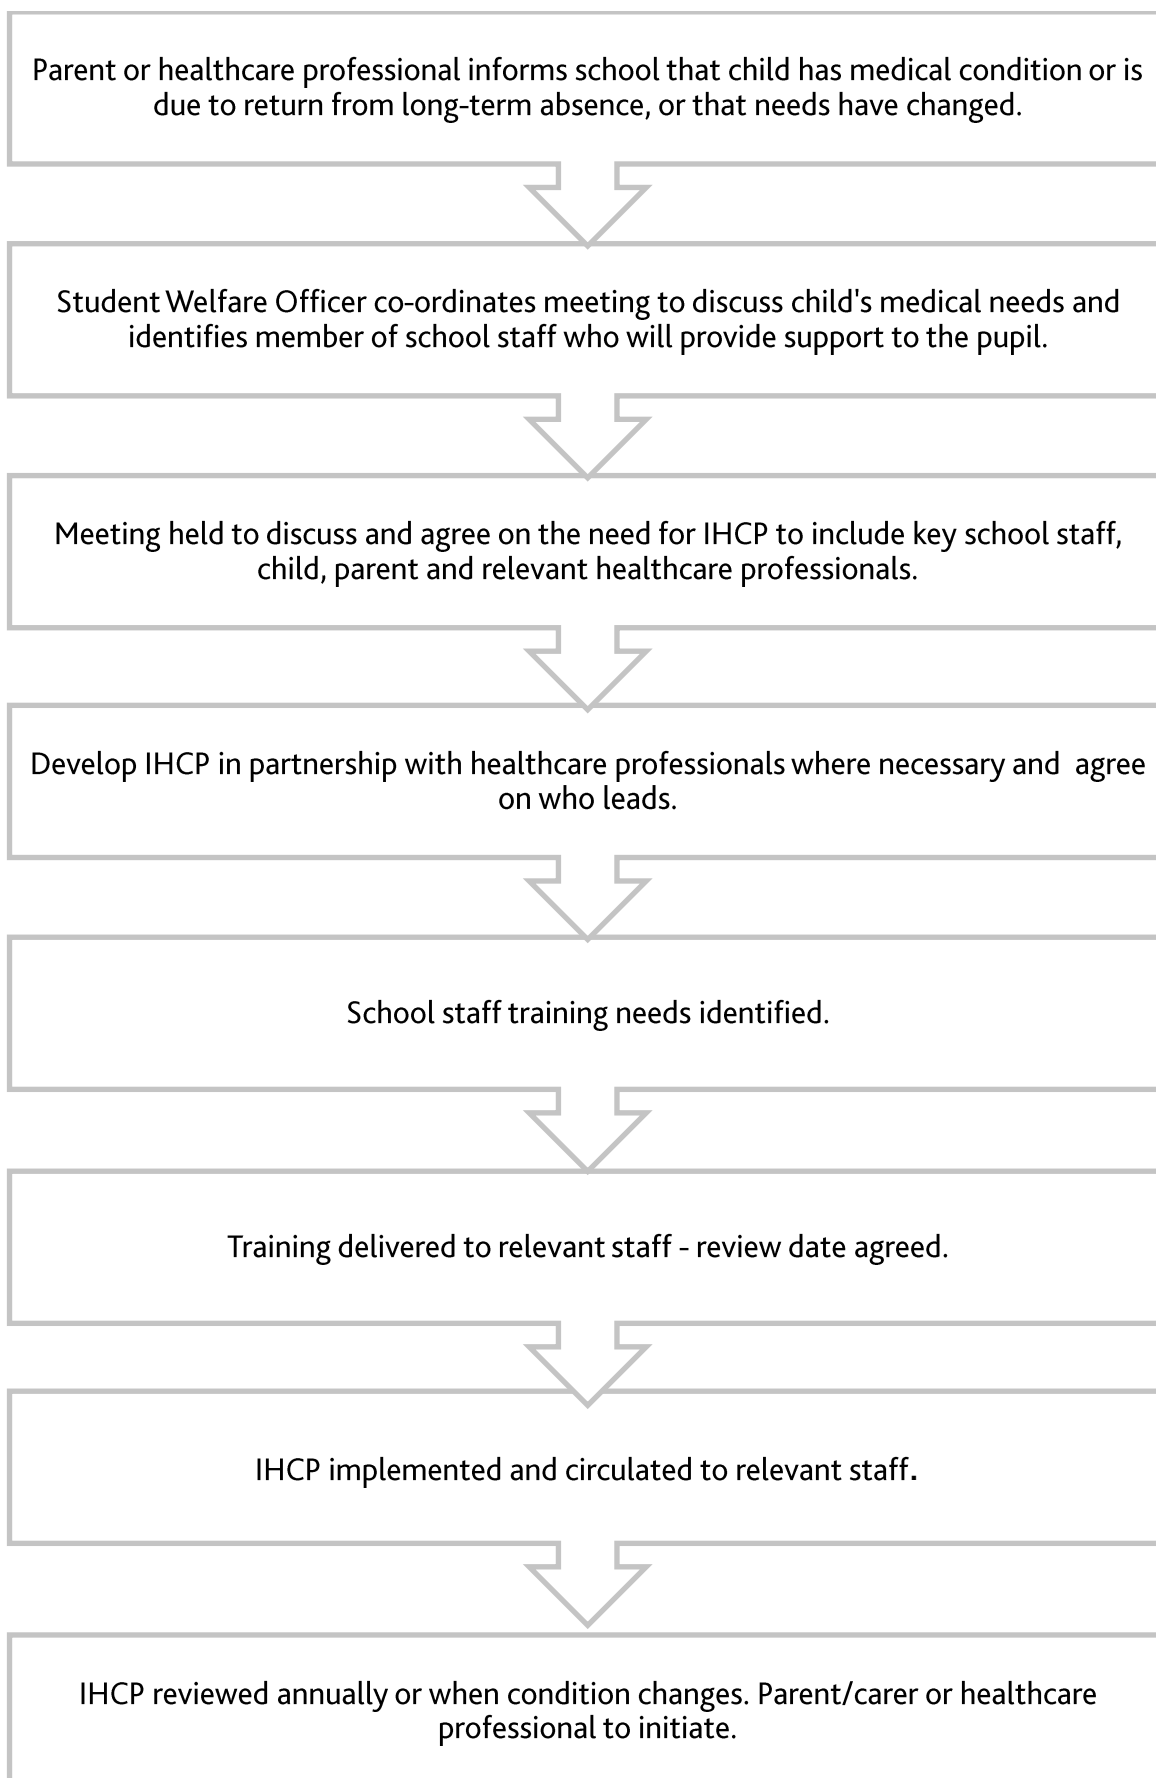 Parent or healthcare professional informs school that child has medical condition or is
due to return from long-term absence, or that needs have changed.
Student Welfare Officer co-ordinates meeting to discuss child's medical needs and
identifies member of school staff who will provide support to the pupil.
Meeting held to discuss and agree on the need for IHCP to include key school staff,
child, parent and relevant healthcare professionals.
Develop IHCP in partnership with healthcare professionals where necessary and  agree
on who leads.
School staff training needs identified.
Training delivered to relevant staff - review date agreed.
IHCP implemented and circulated to relevant staff.
IHCP reviewed annually or when condition changes. Parent/carer or healthcare
professional to initiate.